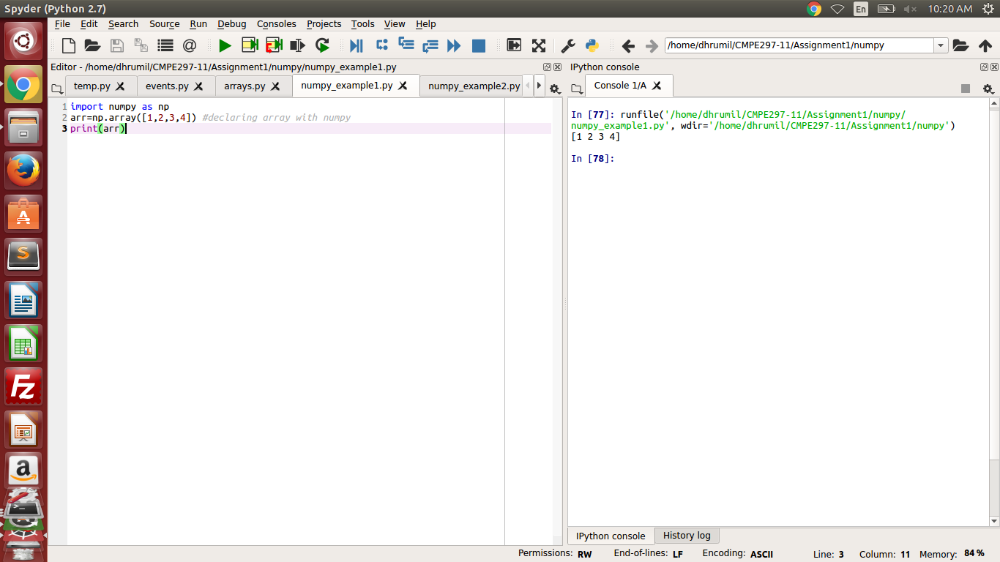 Spyder (Python 2.7)
En
10:20 AM
File Edit Search Source Run Debug Consoles Projects Tools View Help
@
/home/dhrumil/CMPE297-11/Assignment1/numpy
Editor - /home/dhrumil/CMPE297-11/Assignment1/numpy/numpy_example1.py
temp.py events.py arrays.py numpy_example1.py numpy_example2.py
1 import numpy as np
2 arr=np.array([1,2,3,4]) #declaring array with numpy
3 print(arr)
IPython console
Console 1/A
In [77]: runfile('/home/dhrumil/CMPE297-11/Assignment1/numpy/
numpy_example1.py', wdir='/home/dhrumil/CMPE297-11/Assignment1/numpy')
[1 2 3 4]
In [78]:
IPython console History log
Permissions: RW End-of-lines: LF Encoding: ASCII Line: 3 Column: 11 Memory: 84 %
A
S
Fz
a